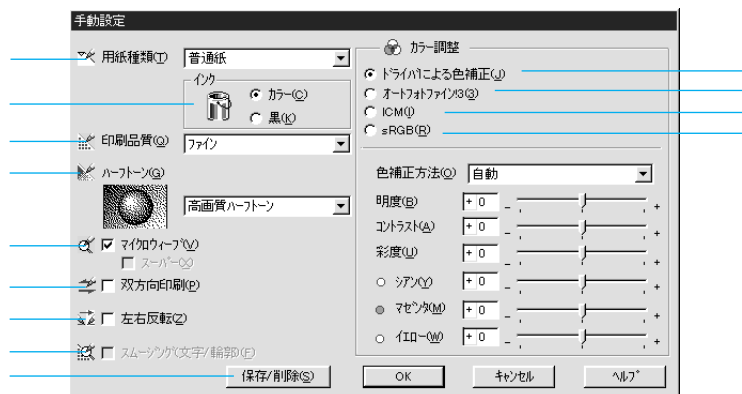 手動設定
用紙種類(T) 普通紙
インク
カラー(C)
黒(K)
印刷品質(Q) ファイン
ハーフトーン(G)
高画質ハーフトーン
マイクロウィーブ(V)
スーパー(X)
双方向印刷(P)
左右反転(Z)
スムージング(文字/輪郭)(F)
保存/削除(S)
カラー調整
ドライバによる色補正(J)
オートフォトファイン!3(3)
ICM(I)
sRGB(R)
色補正方法(O) 自動
明度(B) + 0 - +
コントラスト(A) + 0 - +
彩度(U) + 0 - +
シアン(Y) + 0 - +
マゼンタ(M) + 0 - +
イエロー(W) + 0 - +
OK キャンセル ヘルプ